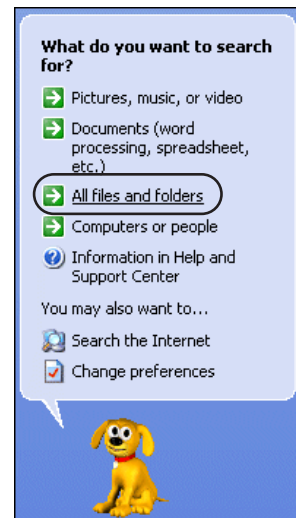 What do you want to search
for?
Pictures, music, or video
Documents (word
processing, spreadsheet,
etc.)
All files and folders
Computers or people
Information in Help and
Support Center
You may also want to...
Search the Internet
Change preferences